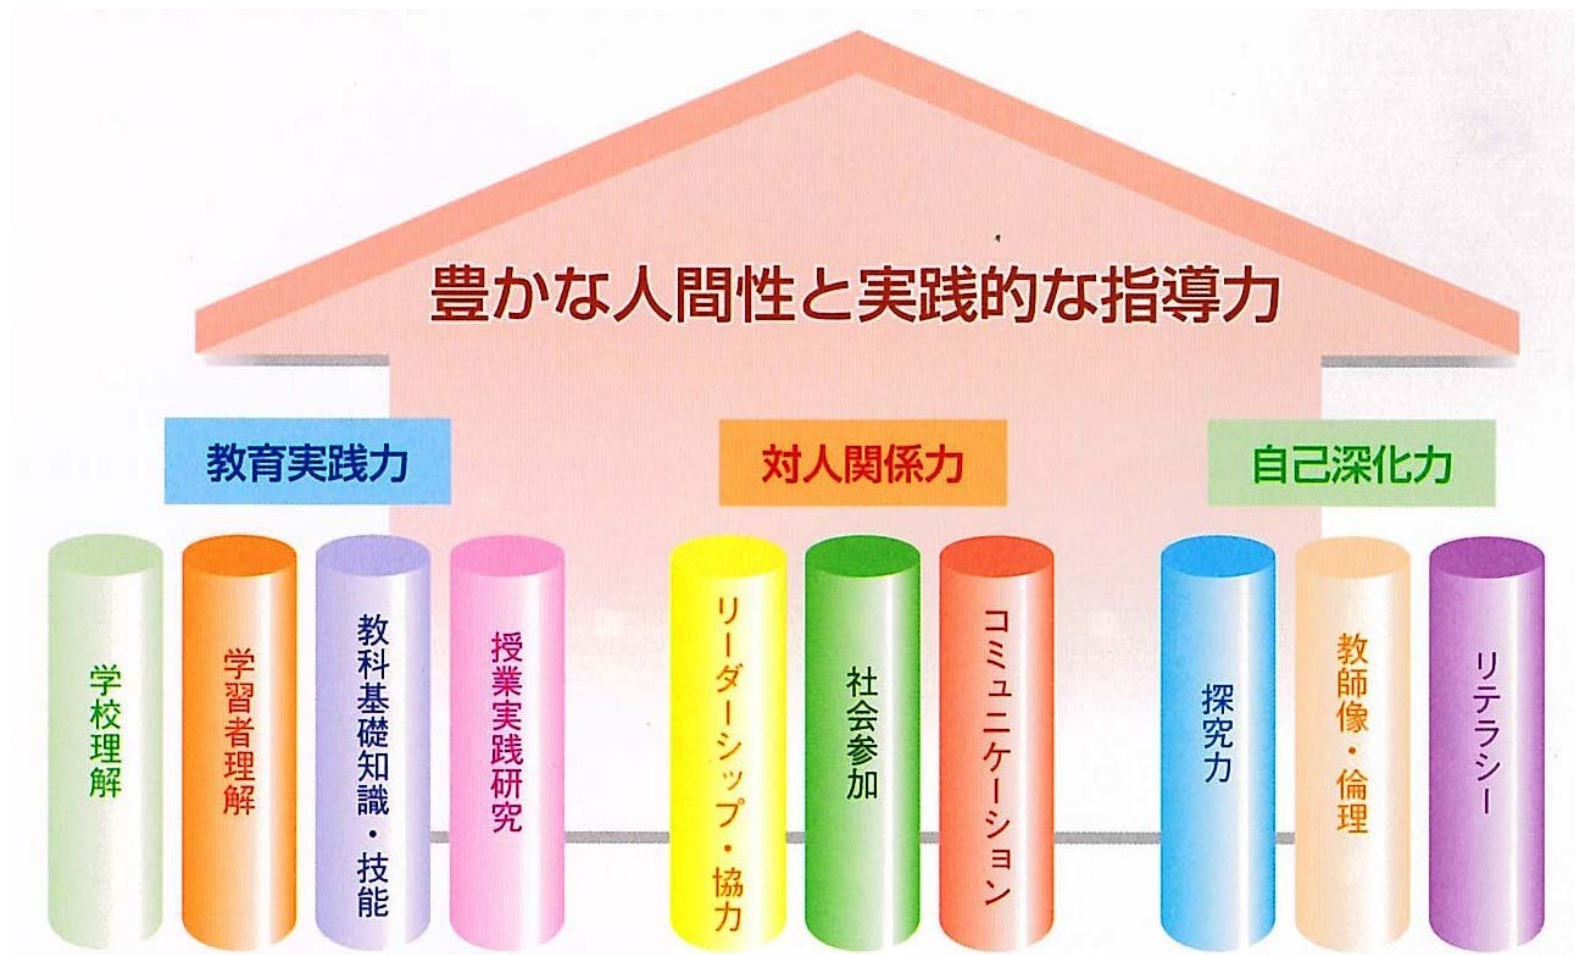 豊かな人間性と実践的な指導力
教育実践力
対人関係力
自己深化力
学校理解
学習者理解
教科基礎知識・技能
授業実践研究
リーダーシップ・協力
社会参加
コミュニケーション
探究力
教師像・倫理
リテラシー